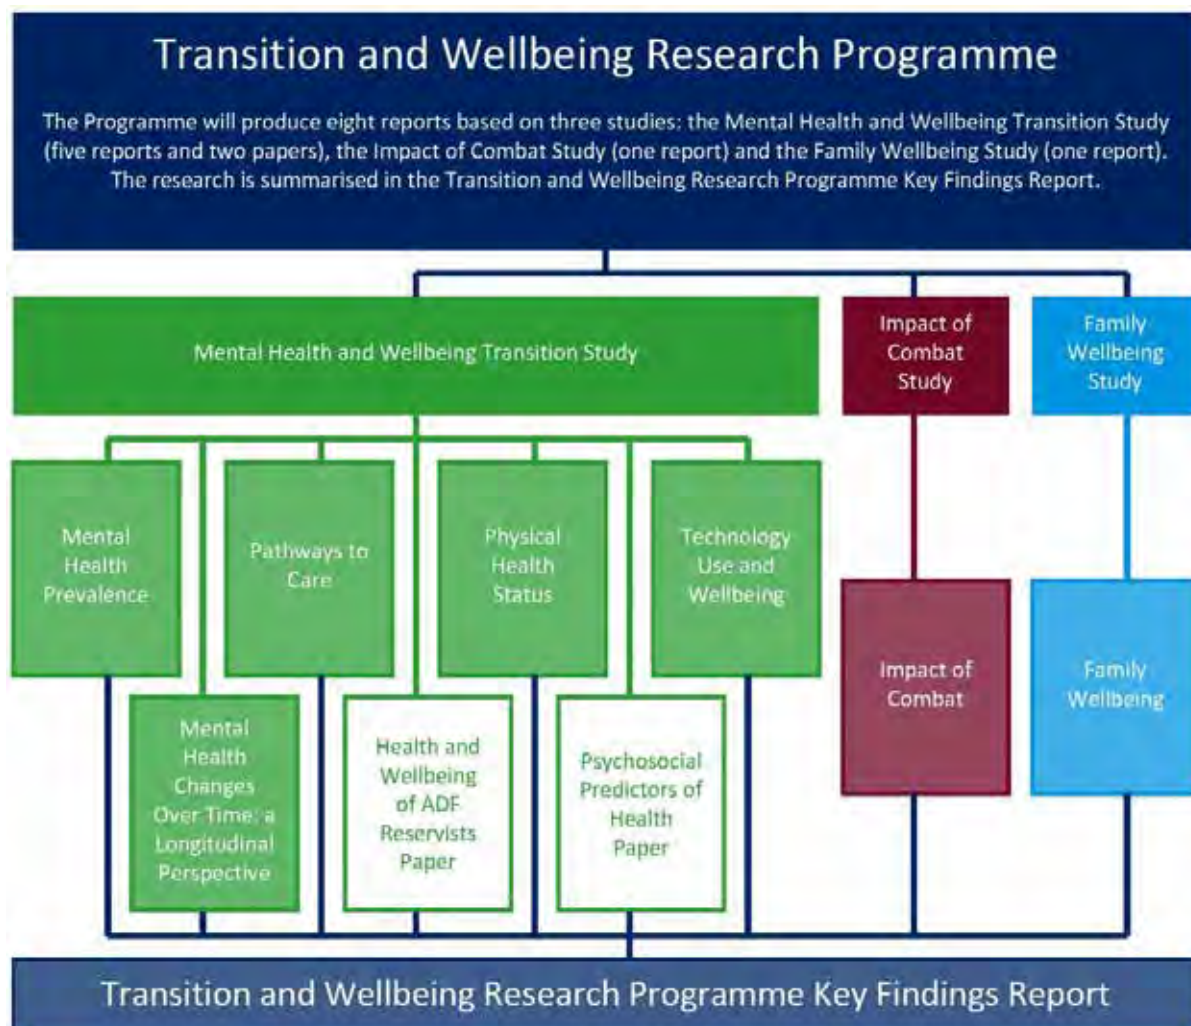 Transition and Wellbeing Research Programme
The Programme will produce eight reports based on three studies: the Mental Health and Wellbeing Transition Study
(five reports and two papers), the Impact of Combat Study (one report) and the Family Wellbeing Study (one report).
The research is summarised in the Transition and Wellbeing Research Programme Key Findings Report.
Mental Health and Wellbeing Transition Study
Impact of
Combat
Study
Family
Wellbeing
Study
Mental
Health
Prevalence
Pathways to
Care
Physical
Health
Status
Technology
Use and
Wellbeing
Impact of
Combat
Family
Wellbeing
Mental
Health
Changes
Over Time: a
Longitudinal
Perspective
Health and
Wellbeing
of ADF
Reservists
Paper
Psychosocial
Predictors of
Health
Paper
Transition and Wellbeing Research Programme Key Findings Report